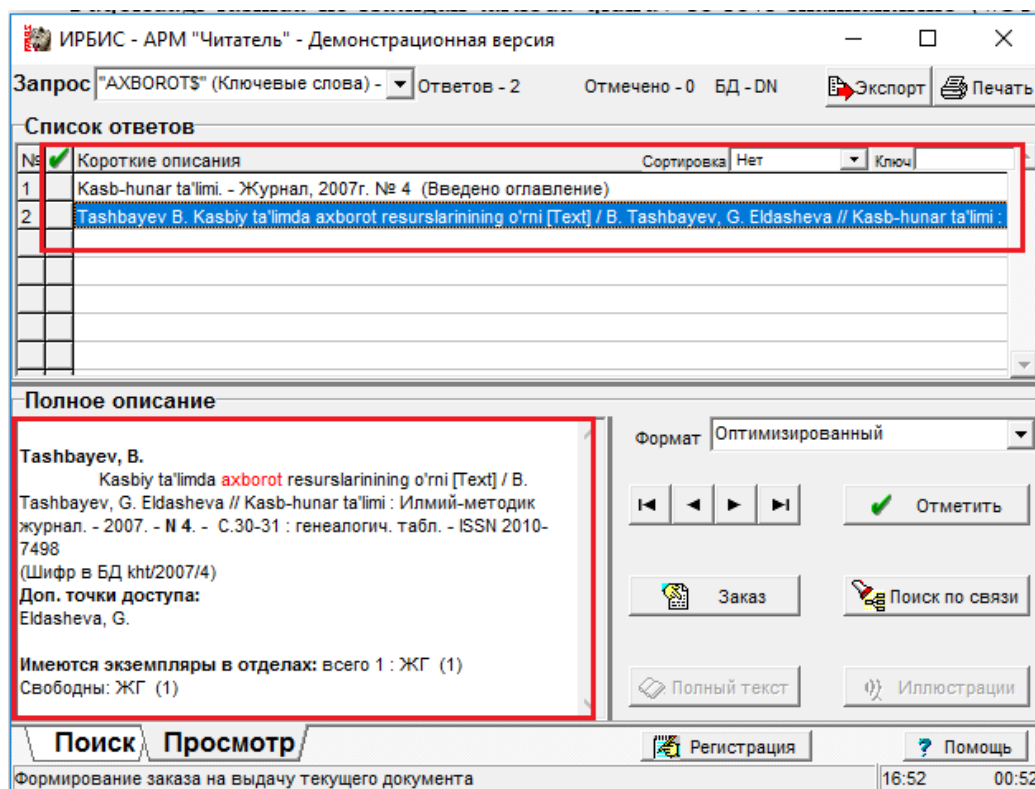 ИРБИС - АРМ "Читатель" - Демонстрационная версия
Запрос "AXBOROT$" (Ключевые слова) - Ответов - 2 Отмечено - 0 БД - DN Экспорт Печать
Список ответов
№ Короткие описания Сортировка Нет Ключ
1 Kasb-hunar ta'limi. - Журнал, 2007г. № 4 (Введено оглавление)
2 Tashbayev B. Kasbiy ta'limda axborot resurslarinining o'rni [Text] / B. Tashbayev, G. Eldasheva // Kasb-hunar ta'limi :
Полное описание
Формат Оптимизированный
Tashbayev, B.
Kasbiy ta'limda axborot resurslarinining o'rni [Text] / B.
Tashbayev, G. Eldasheva // Kasb-hunar ta'limi : Илмий-методик
журнал. - 2007. - N 4. - С.30-31 : генеалогич. табл. - ISSN 2010-
7498
(Шифр в БД kht/2007/4)
Доп. точки доступа:
Eldasheva, G.
Имеются экземпляры в отделах: всего 1 : ЖГ (1)
Свободны: ЖГ (1)
Отметить
Заказ Поиск по связи
Полный текст Иллюстрации
Поиск Просмотр Регистрация Помощь
Формирование заказа на выдачу текущего документа 16:52 00:52